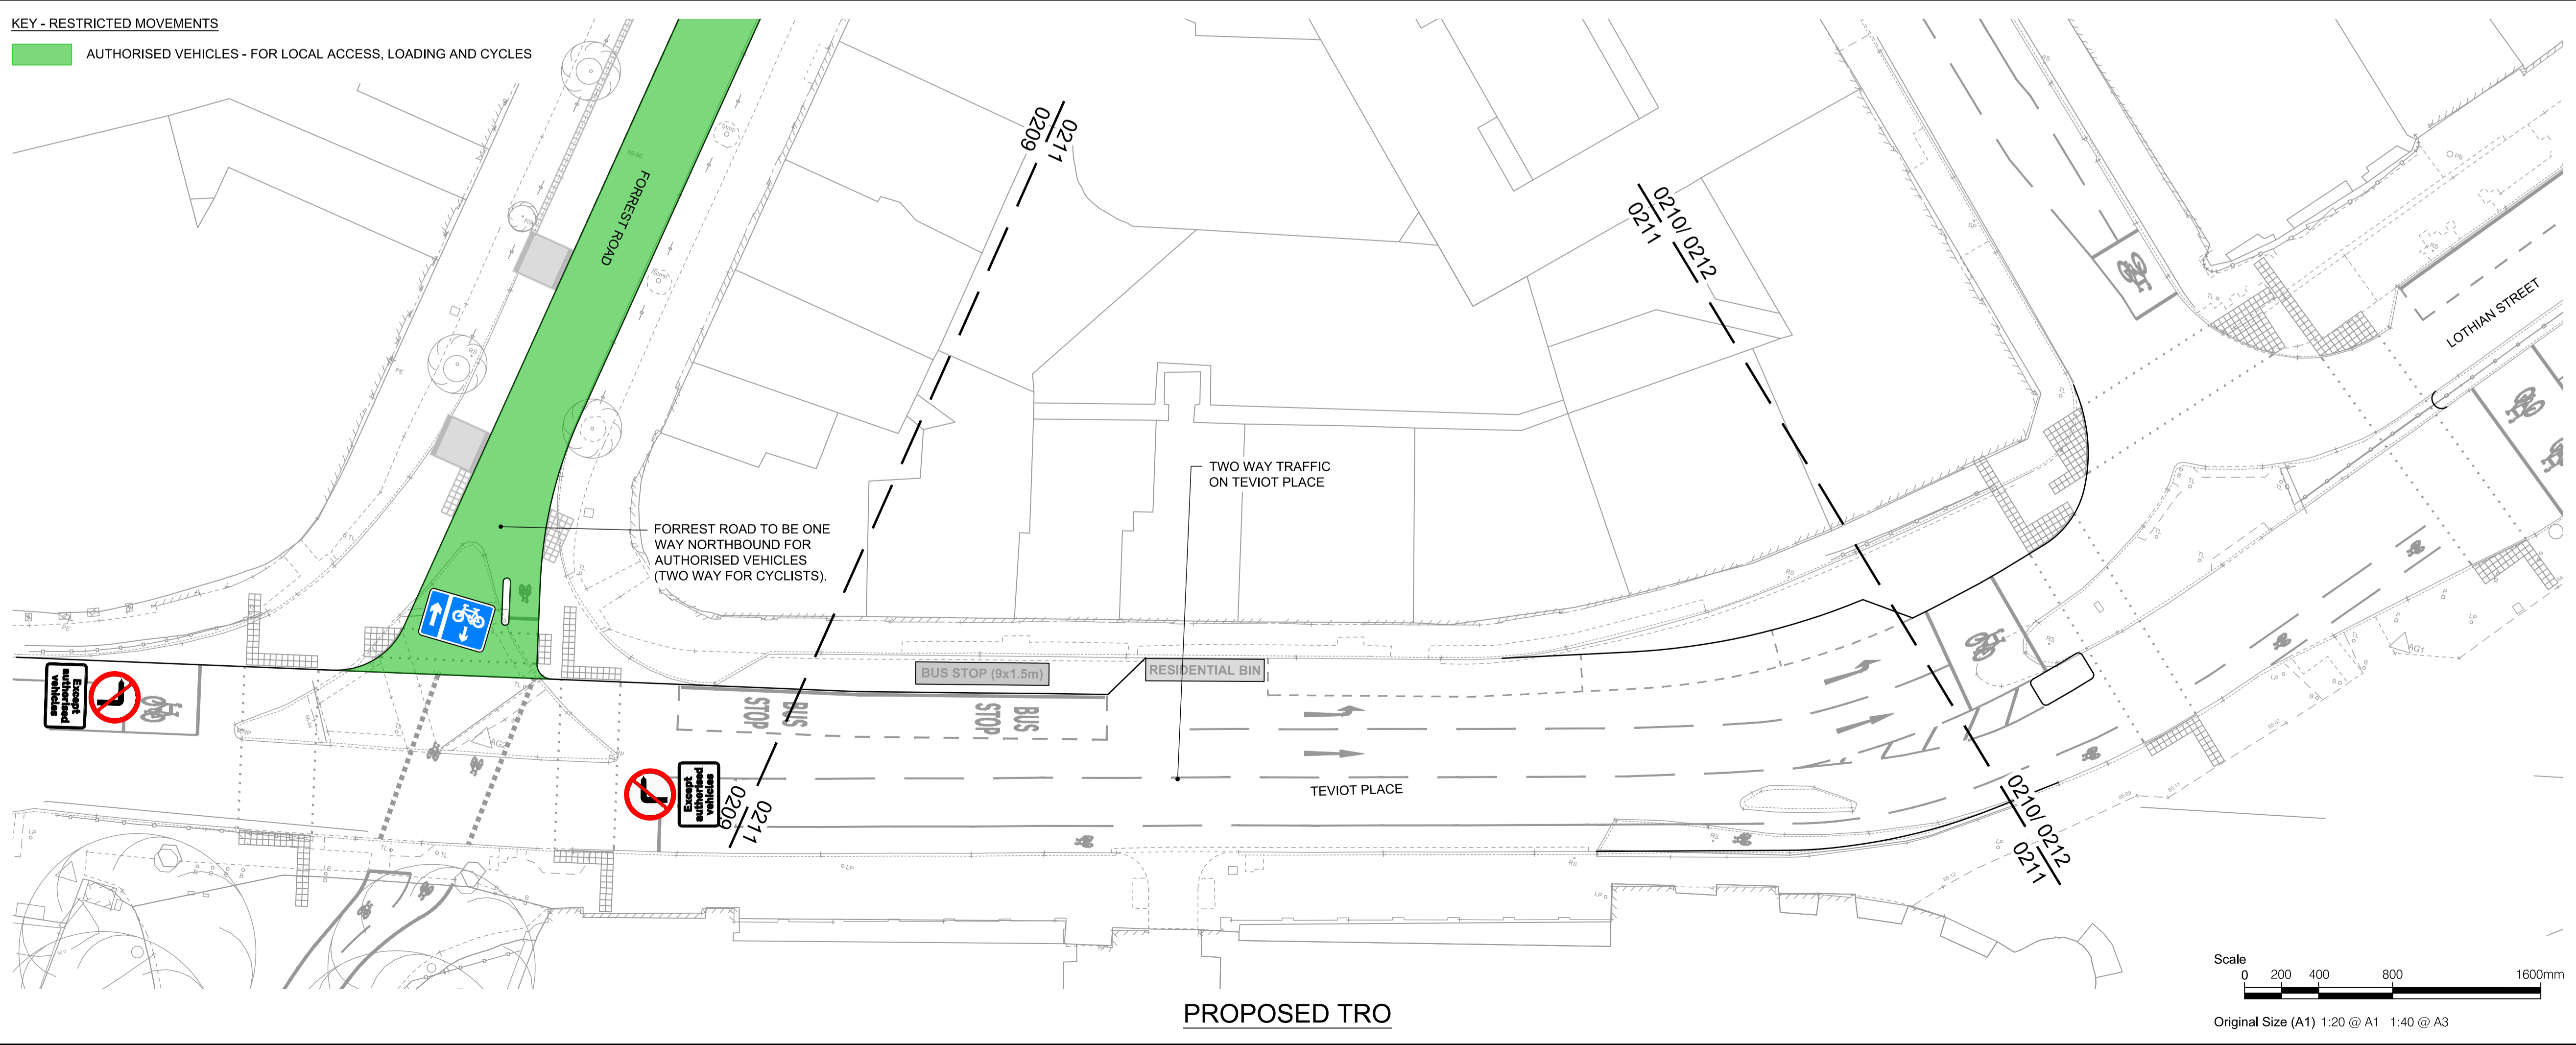 KEY - RESTRICTED MOVEMENTS
AUTHORISED VEHICLES - FOR LOCAL ACCESS, LOADING AND CYCLES
FORREST ROAD
0211
0209
0210/ 0212
0211
LOTHIAN STREET
TWO WAY TRAFFIC
ON TEVIOT PLACE
FORREST ROAD TO BE ONE
WAY NORTHBOUND FOR
AUTHORISED VEHICLES
(TWO WAY FOR CYCLISTS).
BUS STOP (9x1.5m)
RESIDENTIAL BIN
Except
authorised
vehicles
BUS
STOP
BUS
STOP
Except
authorised
vehicles
TEVIOT PLACE
0211
0209
0210/ 0212
0211
AG1
AG2
PROPOSED TRO
Scale
0 200 400 800 1600mm
Original Size (A1) 1:20 @ A1 1:40 @ A3